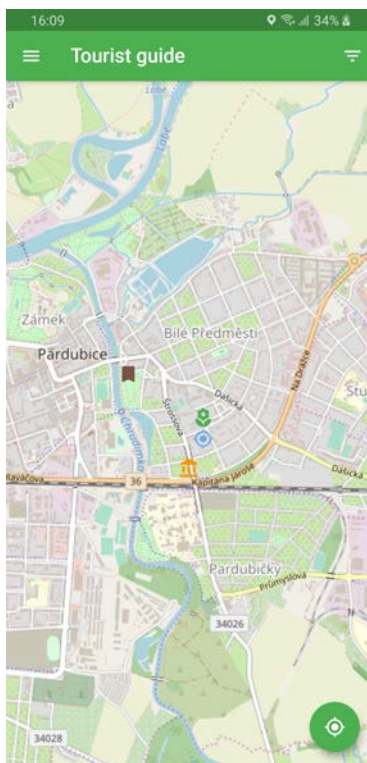 16:09
34%
Tourist guide
Labe
Labe
Zámek
Bílé Předměstí
Pardubice
Na Drážce
Dašická
Štrossova
Chrudimka
Dašická
Kapitána Jaroše
36
Pardubičky
Průmyslová
34026
34028